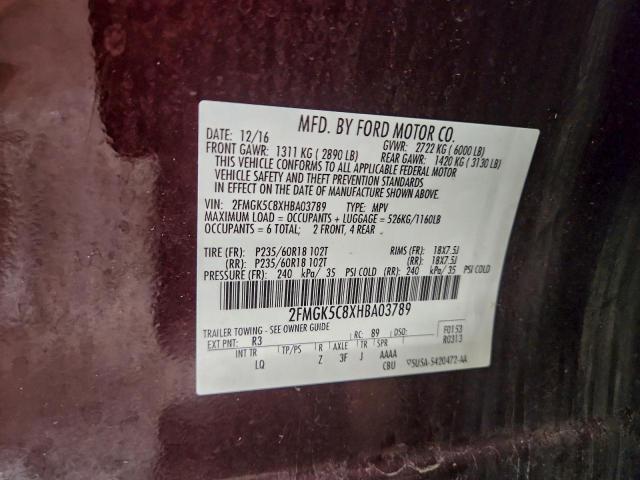 MFD. BY FORD MOTOR CO.
DATE: 12/16 GVWR: 2722 KG ( 6000 LB)
FRONT GAWR: 1311 KG ( 2890 LB) REAR GAWR: 1420 KG ( 3130 LB)
THIS VEHICLE CONFORMS TO ALL APPLICABLE FEDERAL MOTOR
VEHICLE SAFETY AND THEFT PREVENTION STANDARDS
IN EFFECT ON THE DATE OF MANUFACTURE SHOWN ABOVE.
VIN: 2FMGK5C8XHBA03789 TYPE: MPV
MAXIMUM LOAD = OCCUPANTS + LUGGAGE = 526KG/1160LB
OCCUPANTS = 6 TOTAL; 2 FRONT, 4 REAR
TIRE (FR): P235/60R18 102T RIMS (FR): 18X7.5J
(RR): P235/60R18 102T (RR): 18X7.5J
PRESSURE (FR): 240 kPa/ 35 PSI COLD (RR): 240 kPa/ 35 PSI COLD
2FMGK5C8XHBA03789
TRAILER TOWING - SEE OWNER GUIDE
EXT PNT: R3 RC: 89 DSO: F0153
R0313
INT TR TP/PS R AXLE TR SPR
LQ Z 3F J AAAA
CBU
5U5A-5420472-AA